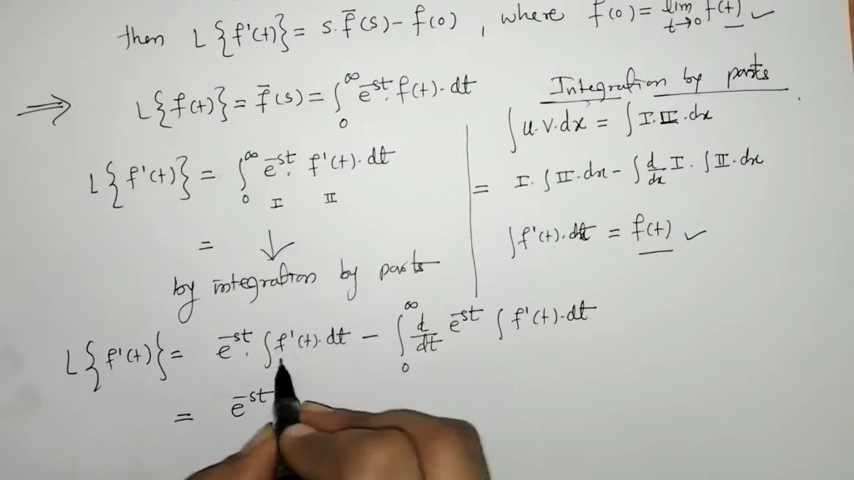 then L{f'(t)} = s.f̄(s) - f(0) , where f(0) = lim t→0 f(t) ✓
⇒ L{f(t)} = f̄(s) = ∫₀^∞ e^-st. f(t)·dt
L{f'(t)} = ∫₀^∞ e^-st. f'(t)·dt
I II
= ↓
by integration by parts
Integration by parts
∫u.v.dx = ∫I.II.dx
= I.∫II.dx - ∫d/dx I. ∫II.dx
∫f'(t).dt = f(t) ✓
L{f'(t)} = e^-st. ∫f'(t).dt - ∫₀^∞ d/dt e^-st ∫f'(t).dt
= e^-st